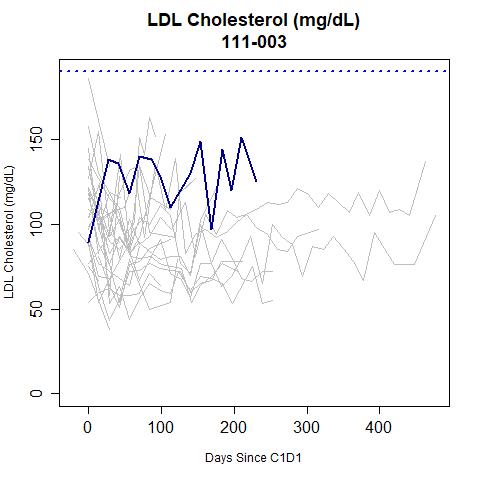 LDL Cholesterol (mg/dL)
111-003
LDL Cholesterol (mg/dL)
150
100
50
0
0 100 200 300 400
Days Since C1D1